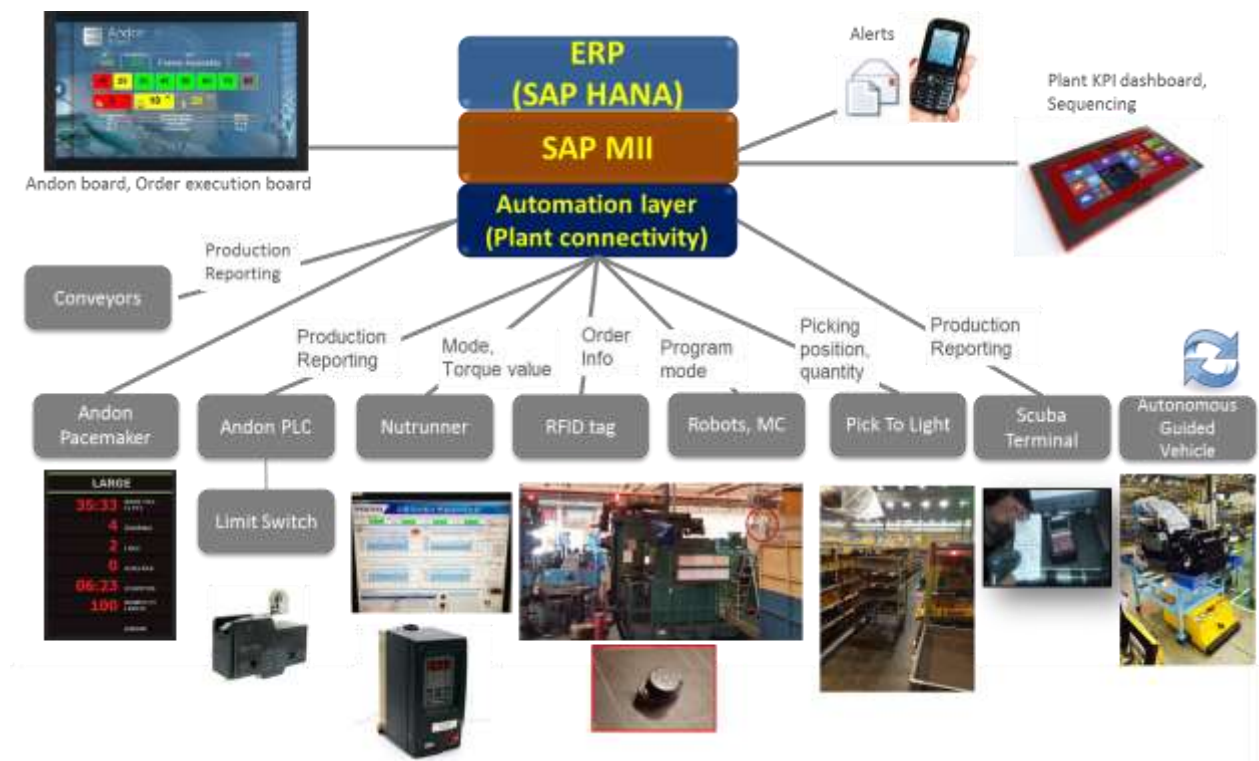 Andon
ERP
(SAP HANA)
SAP MII
Automation layer
(Plant connectivity)
Alerts
Plant KPI dashboard,
Sequencing
Andon board, Order execution board
Production
Reporting
Conveyors
Production
Reporting
Mode,
Torque value
Order
Info
Program
mode
Picking
position,
quantity
Production
Reporting
Andon
Pacemaker
Andon PLC
Nutrunner
RFID tag
Robots, MC
Pick To Light
Scuba
Terminal
Autonomous
Guided
Vehicle
Limit Switch
LARGE
35:33
4
2
0
06:23
100